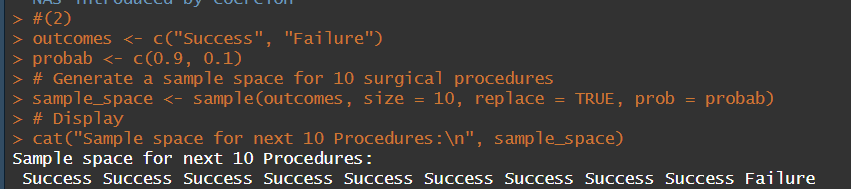 NAs introduced by coercion
> #(2)
> outcomes <- c("Success", "Failure")
> probab <- c(0.9, 0.1)
> # Generate a sample space for 10 surgical procedures
> sample_space <- sample(outcomes, size = 10, replace = TRUE, prob = probab)
> # Display
> cat("Sample space for next 10 Procedures:\n", sample_space)
Sample space for next 10 Procedures:
 Success Success Success Success Success Success Success Success Success Failure